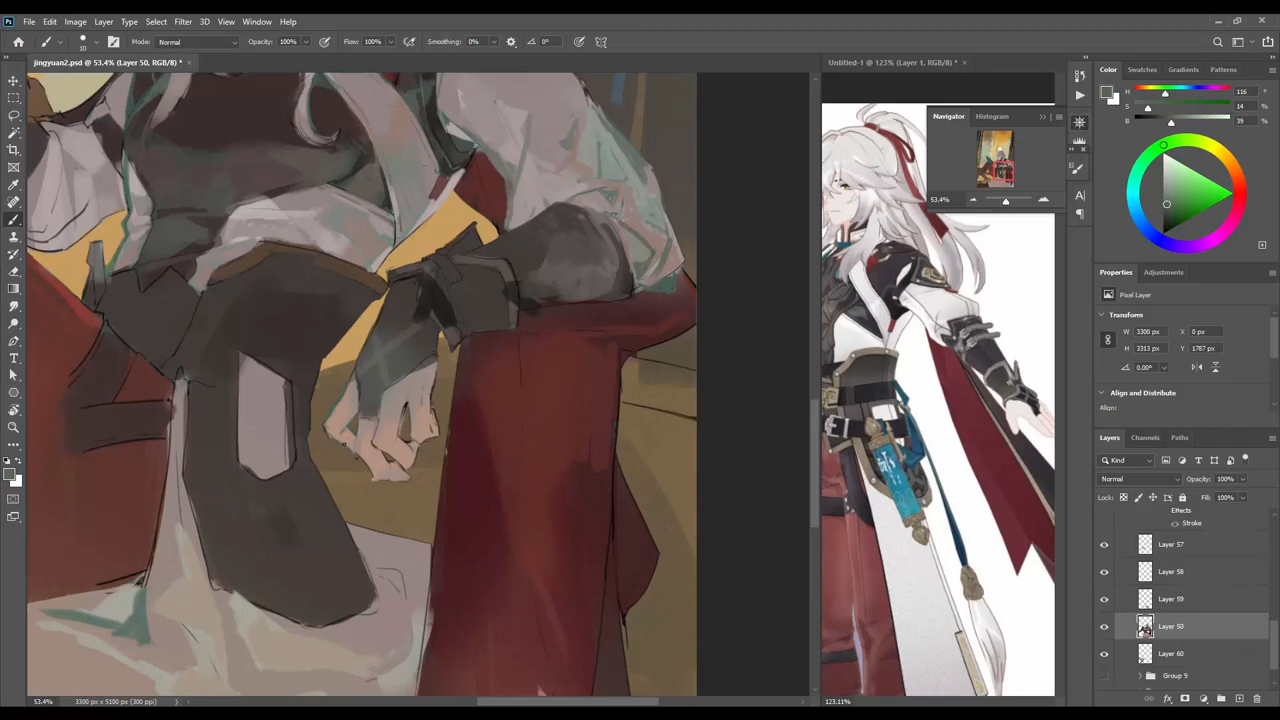 Ps File Edit Image Layer Type Select Filter 3D View Window Help
10 Mode: Normal Opacity: 100% Flow: 100% Smoothing: 0% 0°
jingyuan2.psd @ 53.4% (Layer 50, RGB/8) * ×
Untitled-1 @ 123% (Layer 1, RGB/8) * ×
Navigator Histogram
53.4%
Color Swatches Gradients Patterns
H 116 °
S 14 %
B 39 %
Properties Adjustments
Pixel Layer
Transform
W 3300 px X 0 px
H 3313 px Y 1787 px
0.00°
Align and Distribute
Align:
Layers Channels Paths
Kind
Normal Opacity: 100%
Lock: Fill: 100%
Effects
Stroke
Layer 57
Layer 58
Layer 59
Layer 50
Layer 60
Group 9
53.4% 3300 px x 5100 px (300 ppi)
123.11%